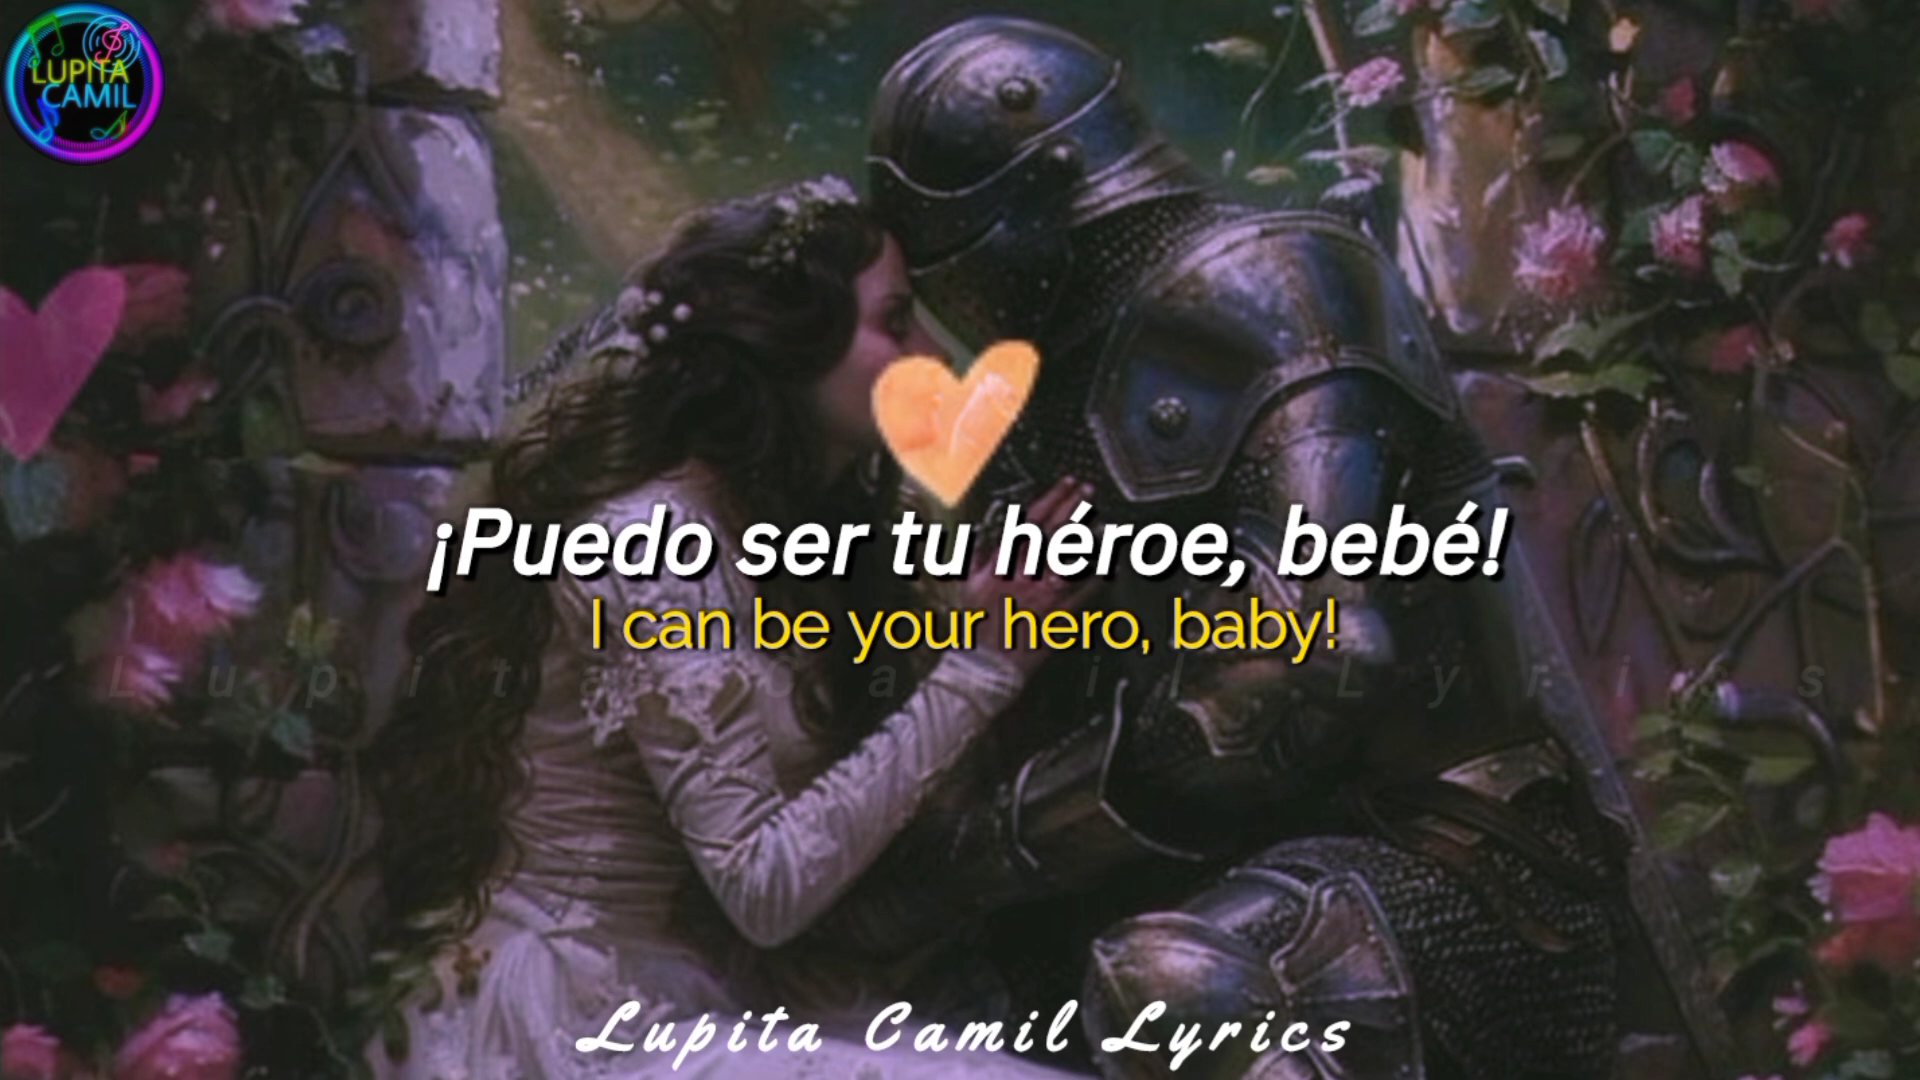 LUPITA
CAMIL
¡Puedo ser tu héroe, bebé!
I can be your hero, baby!
Lupita Camil Lyrics
Lupita Camil Lyrics